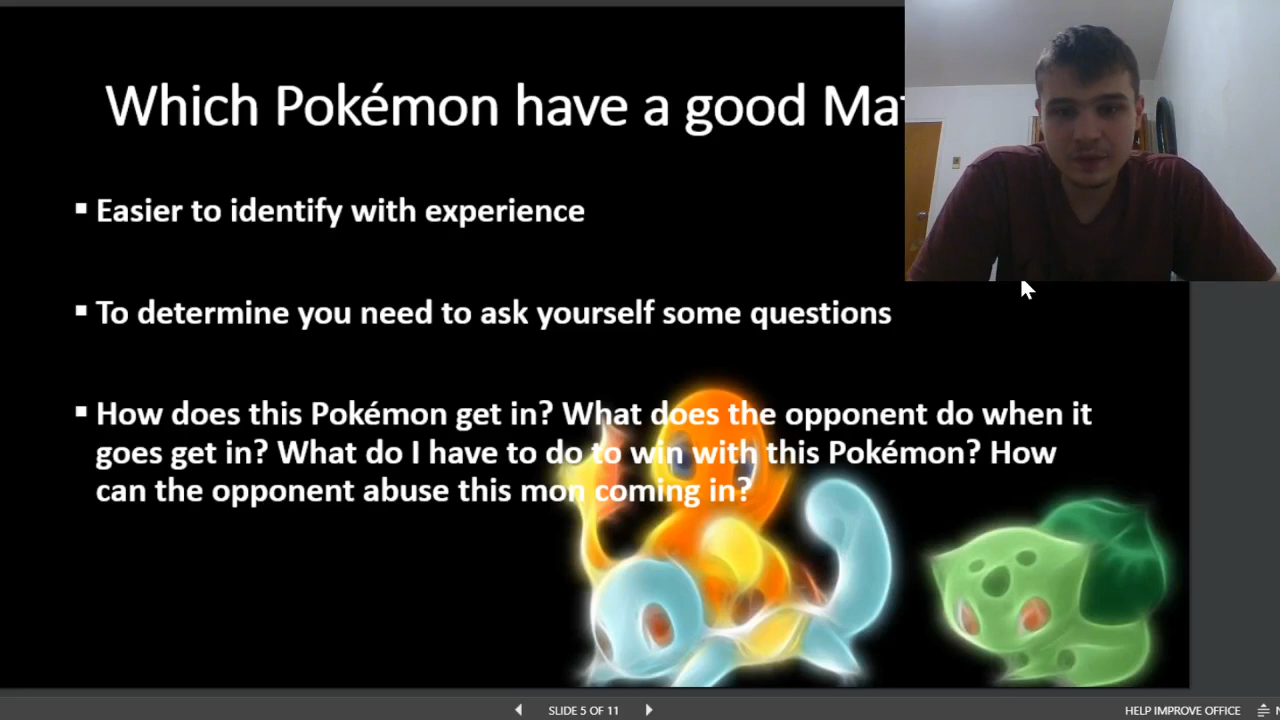 Which Pokémon have a good Mat
▪ Easier to identify with experience
▪ To determine you need to ask yourself some questions
▪ How does this Pokémon get in? What does the opponent do when it
goes get in? What do I have to do to win with this Pokémon? How
can the opponent abuse this mon coming in?
SLIDE 5 OF 11
HELP IMPROVE OFFICE